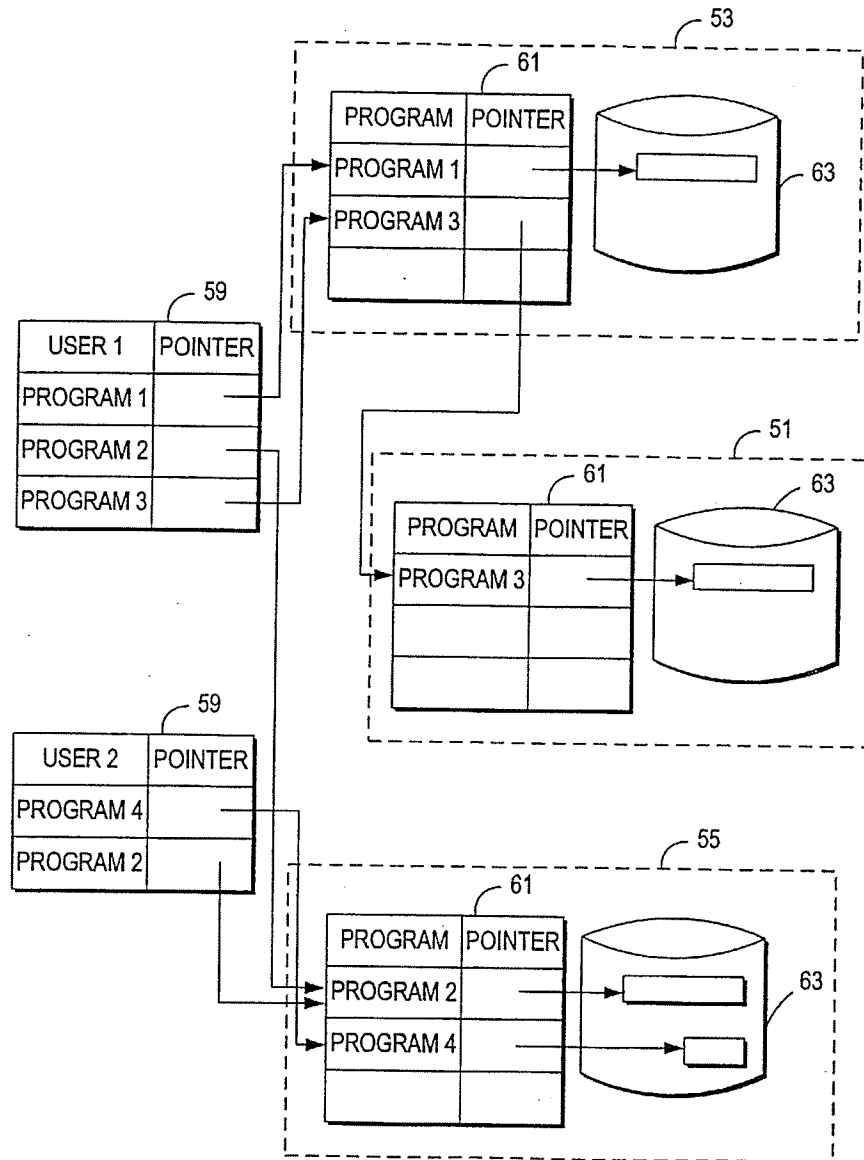 53
61
PROGRAM POINTER
PROGRAM 1
PROGRAM 3
63
59
USER 1 POINTER
PROGRAM 1
PROGRAM 2
PROGRAM 3
51
61
63
PROGRAM POINTER
PROGRAM 3
59
USER 2 POINTER
PROGRAM 4
PROGRAM 2
55
61
PROGRAM POINTER
PROGRAM 2
PROGRAM 4
63